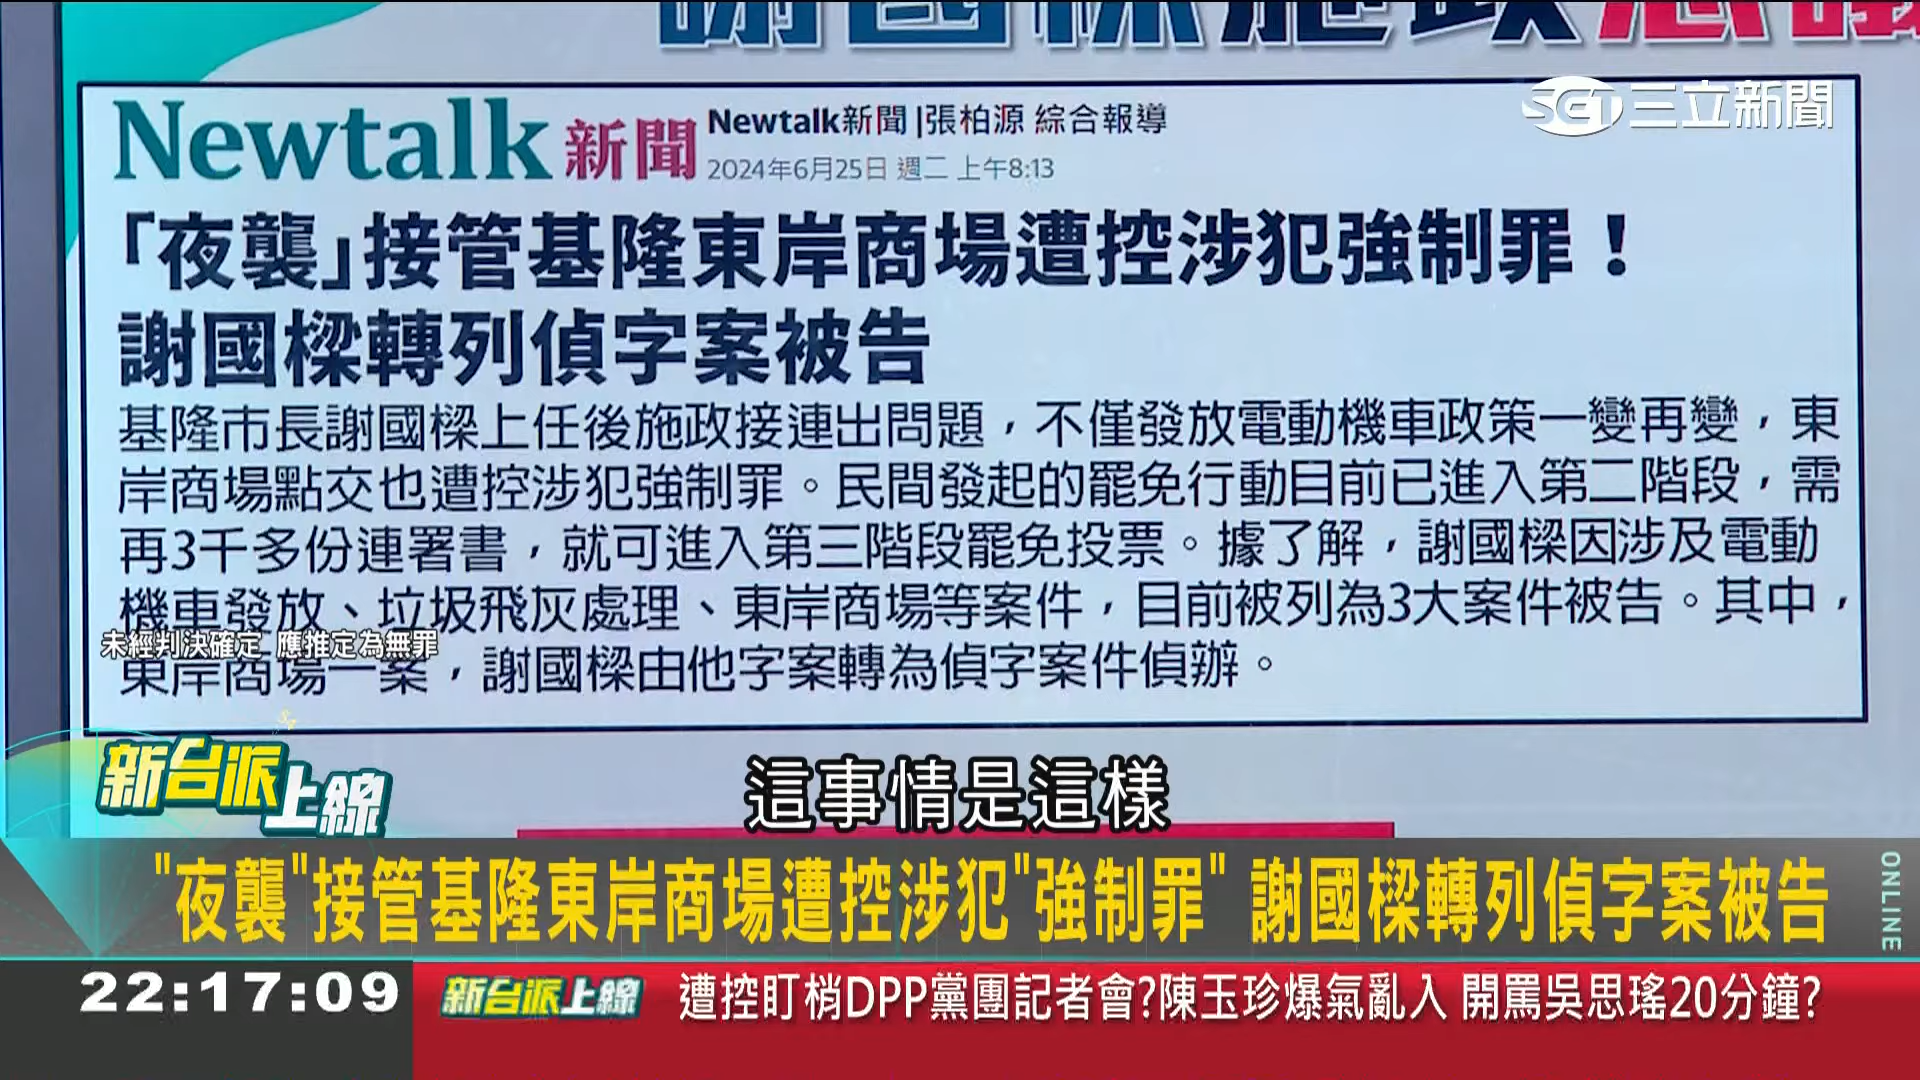 SET三立新聞
Newtalk新聞
Newtalk新聞|張柏源 綜合報導
2024年6月25日 週二 上午8:13
「夜襲」接管基隆東岸商場遭控涉犯強制罪！
謝國樑轉列偵字案被告
基隆市長謝國樑上任後施政接連出問題，不僅發放電動機車政策一變再變，東
岸商場點交也遭控涉犯強制罪。民間發起的罷免行動目前已進入第二階段，需
再3千多份連署書，就可進入第三階段罷免投票。據了解，謝國樑因涉及電動
機車發放、垃圾飛灰處理、東岸商場等案件，目前被列為3大案件被告。其中，
未經判決確定 應推定為無罪
東岸商場一案，謝國樑由他字案轉為偵字案件偵辦。
新台派上線
這事情是這樣
"夜襲"接管基隆東岸商場遭控涉犯"強制罪" 謝國樑轉列偵字案被告
ONLINE
22:17:09
新台派上線
遭控盯梢DPP黨團記者會?陳玉珍爆氣亂入 開罵吳思瑤20分鐘?